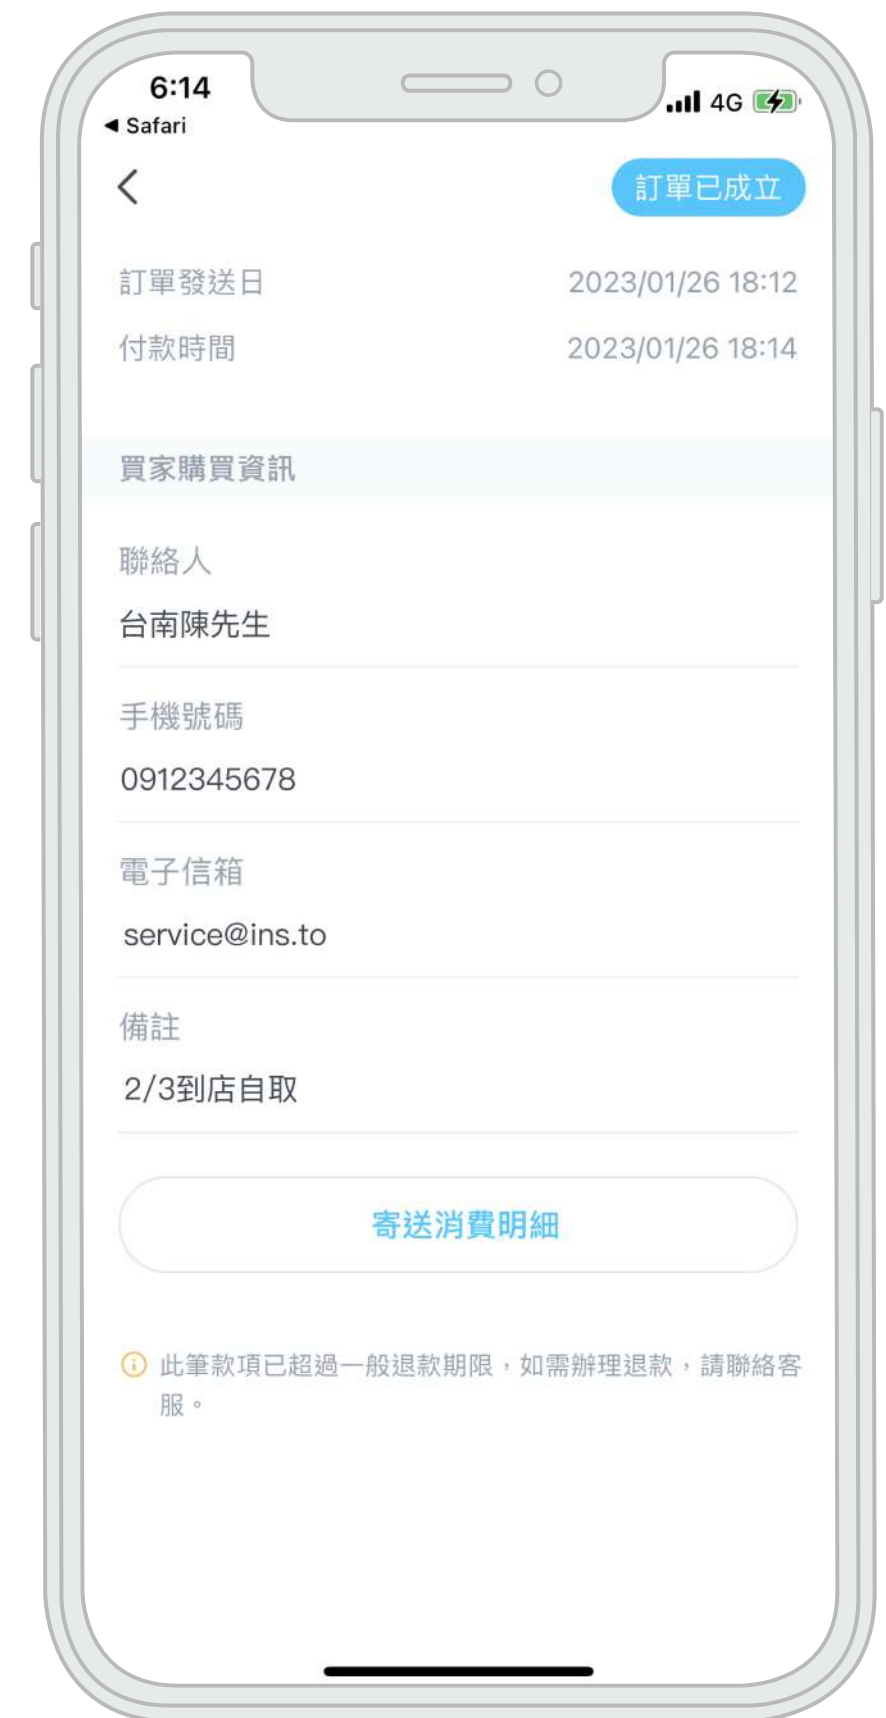 6:14
4G
◀ Safari
訂單已成立
訂單發送日 2023/01/26 18:12
付款時間 2023/01/26 18:14
買家購買資訊
聯絡人
台南陳先生
手機號碼
0912345678
電子信箱
service@ins.to
備註
2/3到店自取
寄送消費明細
此筆款項已超過一般退款期限，如需辦理退款，請聯絡客
服。